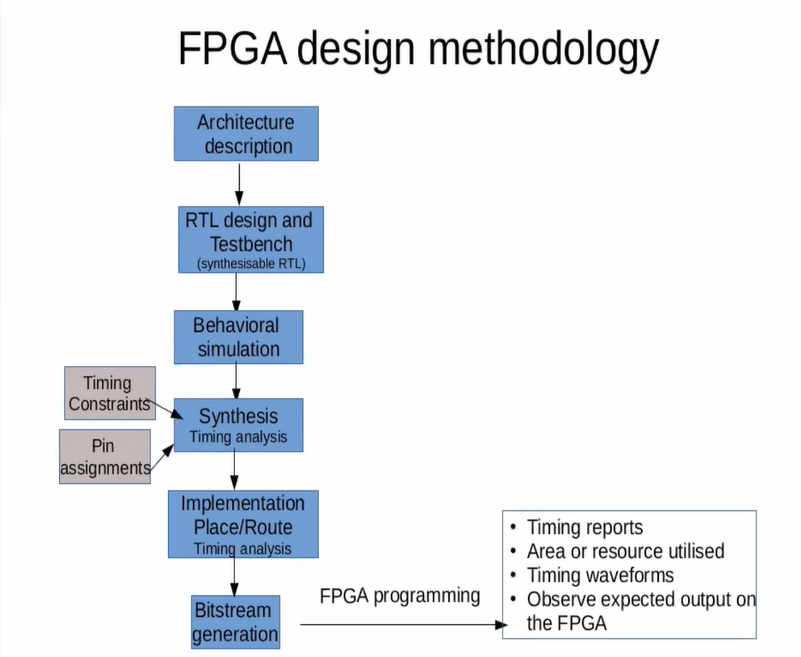 FPGA design methodology
Architecture
description
RTL design and
Testbench
(synthesisable RTL)
Behavioral
simulation
Timing
Constraints
Synthesis
Timing analysis
Pin
assignments
Implementation
Place/Route
Timing analysis
Bitstream
generation
FPGA programming
• Timing reports
• Area or resource utilised
• Timing waveforms
• Observe expected output on
the FPGA